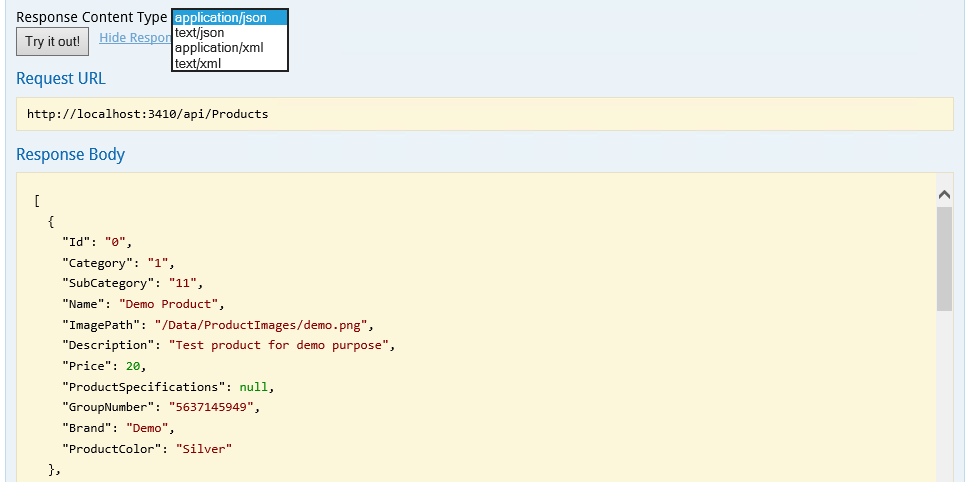 Response Content Type application/json
text/json
application/xml
text/xml
Try it out! Hide Respon
Request URL
http://localhost:3410/api/Products
Response Body
[
{
"Id": "0",
"Category": "1",
"SubCategory": "11",
"Name": "Demo Product",
"ImagePath": "/Data/ProductImages/demo.png",
"Description": "Test product for demo purpose",
"Price": 20,
"ProductSpecifications": null,
"GroupNumber": "5637145949",
"Brand": "Demo",
"ProductColor": "Silver"
},